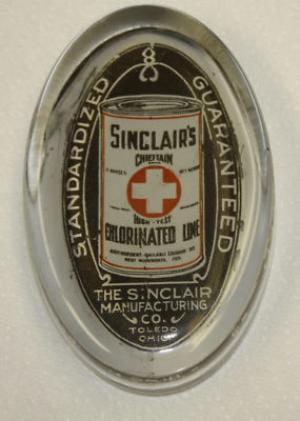 STANDARDIZED
GUARANTEED
SINCLAIR'S
CHIEFTAIN
HIGH-TEST
CHLORINATED LIME
THE SINCLAIR
MANUFACTURING
CO.
TOLEDO
OHIO